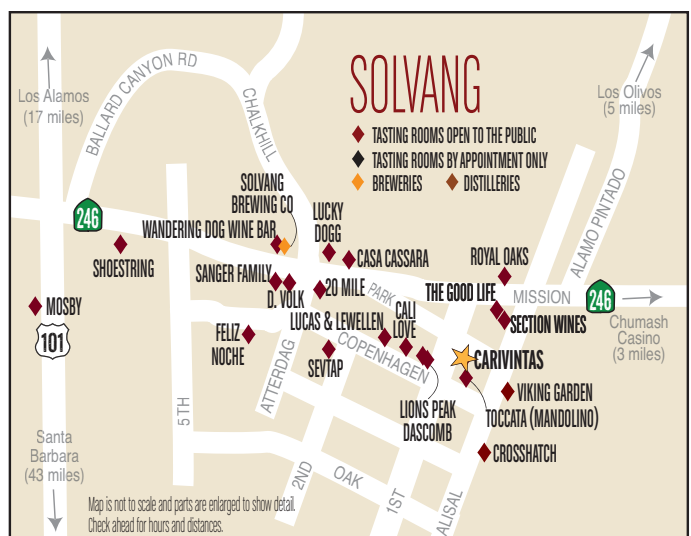 SOLVANG
TASTING ROOMS OPEN TO THE PUBLIC
TASTING ROOMS BY APPOINTMENT ONLY
BREWERIES
DISTILLERIES
BALLARD CANYON RD
CHALKHILL
Los Alamos
(17 miles)
Los Olivos
(5 miles)
ALAMO PINTADO
246
SOLVANG
BREWING CO
LUCKY
DOGG
WANDERING DOG WINE BAR
CASA CASSARA
SHOESTRING
ROYAL OAKS
SANGER FAMILY
D. VOLK
20 MILE
PARK
THE GOOD LIFE
MISSION
246
MOSBY
101
LUCAS & LEWELLEN
CALI
LOVE
SECTION WINES
Chumash
Casino
(3 miles)
FELIZ
NOCHE
COPENHAGEN
SEVTAP
ATTERDAG
CARIVINTAS
5TH
VIKING GARDEN
LIONS PEAK
DASCOMB
TOCCATA (MANDOLINO)
CROSSHATCH
Santa
Barbara
(43 miles)
2ND
OAK
1ST
ALISAL
Map is not to scale and parts are enlarged to show detail.
Check ahead for hours and distances.